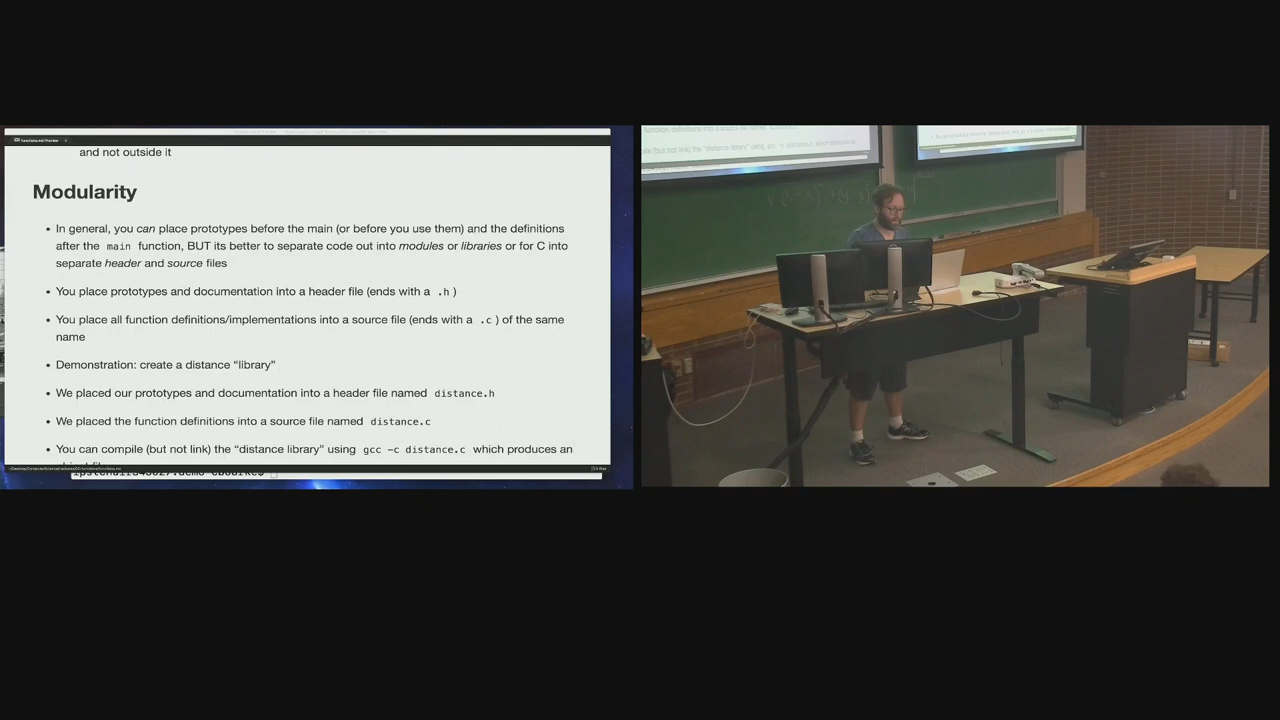 and not outside it
Modularity
• In general, you can place prototypes before the main (or before you use them) and the definitions
after the main function, BUT its better to separate code out into modules or libraries or for C into
separate header and source files
• You place prototypes and documentation into a header file (ends with a .h )
• You place all function definitions/implementations into a source file (ends with a .c ) of the same
name
• Demonstration: create a distance “library”
• We placed our prototypes and documentation into a header file named distance.h
• We placed the function definitions into a source file named distance.c
• You can compile (but not link) the “distance library” using gcc -c distance.c which produces an